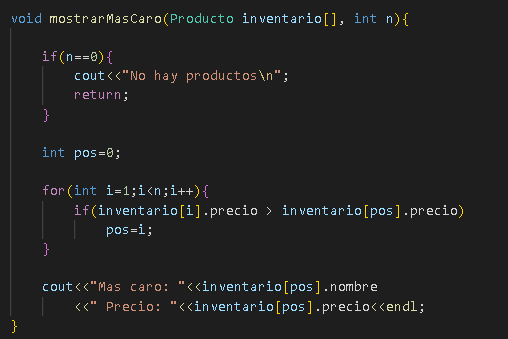 void mostrarMasCaro(Producto inventario[], int n){
if(n==0){
cout<<"No hay productos\n";
return;
}
int pos=0;
for(int i=1;i<n;i++){
if(inventario[i].precio > inventario[pos].precio)
pos=i;
}
cout<<"Mas caro: "<<inventario[pos].nombre
<<" Precio: "<<inventario[pos].precio<<endl;
}